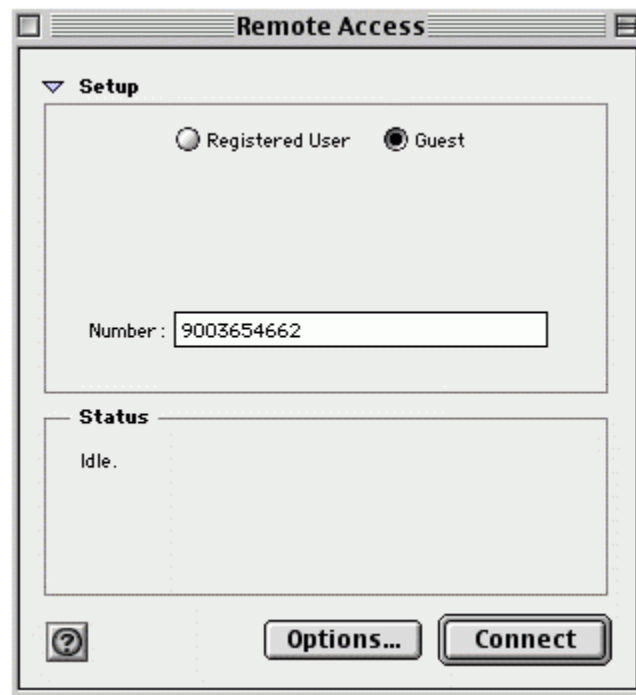 Remote Access
Setup
Registered User Guest
Number: 9003654662
Status
Idle.
? Options... Connect